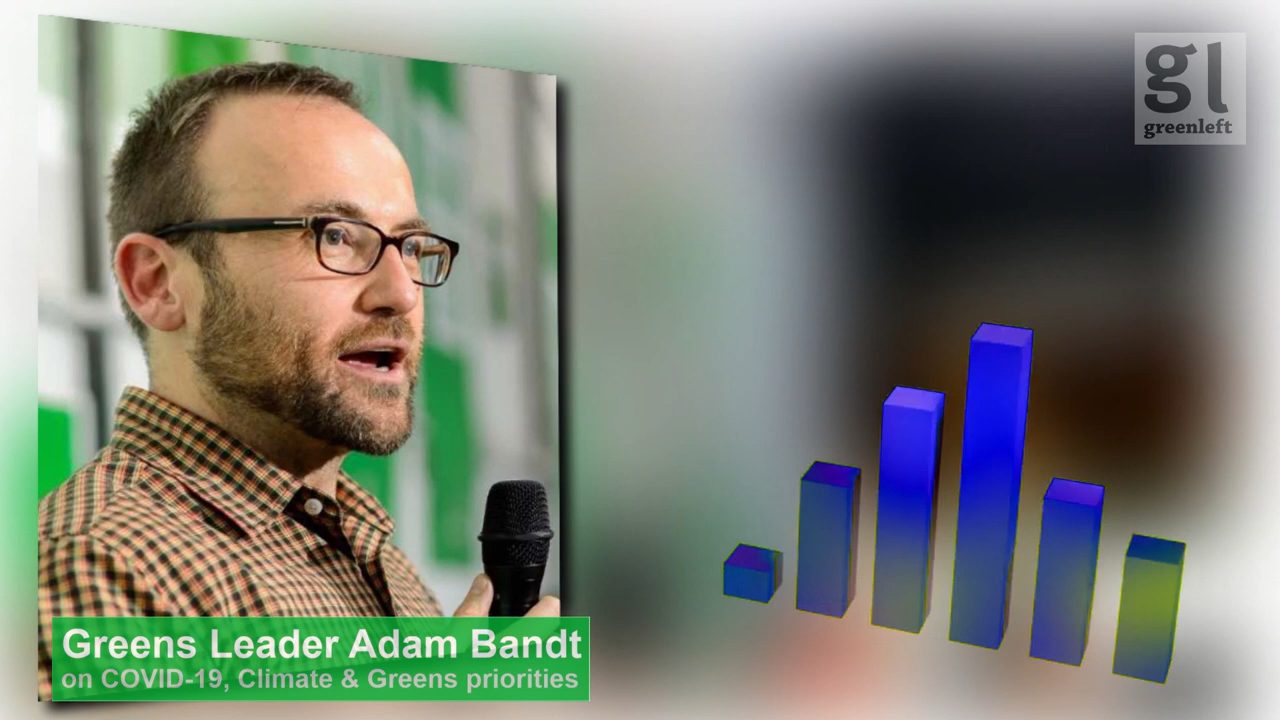 gl
greenleft
Greens Leader Adam Bandt
on COVID-19, Climate & Greens priorities